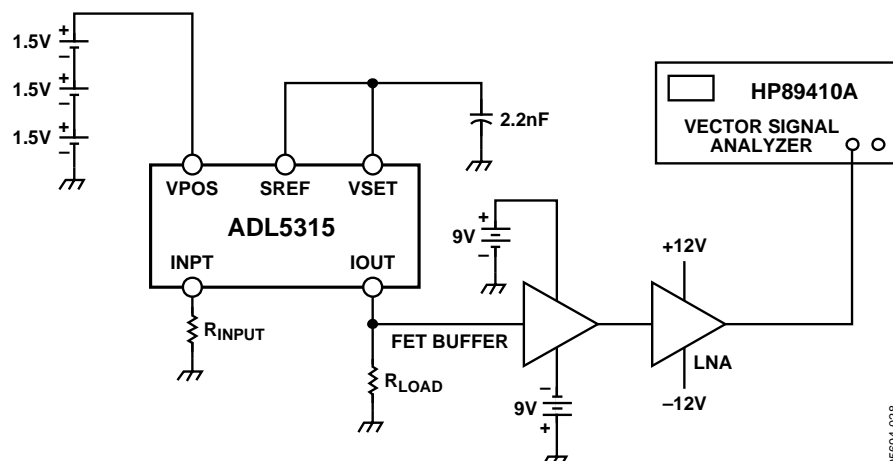 1.5V
+
–
1.5V
+
–
1.5V
+
–
2.2nF
HP89410A
VECTOR SIGNAL
ANALYZER
VPOS
SREF
VSET
ADL5315
INPT
IOUT
+
9V
–
+12V
RINPUT
FET BUFFER
LNA
RLOAD
–
9V
+
–12V